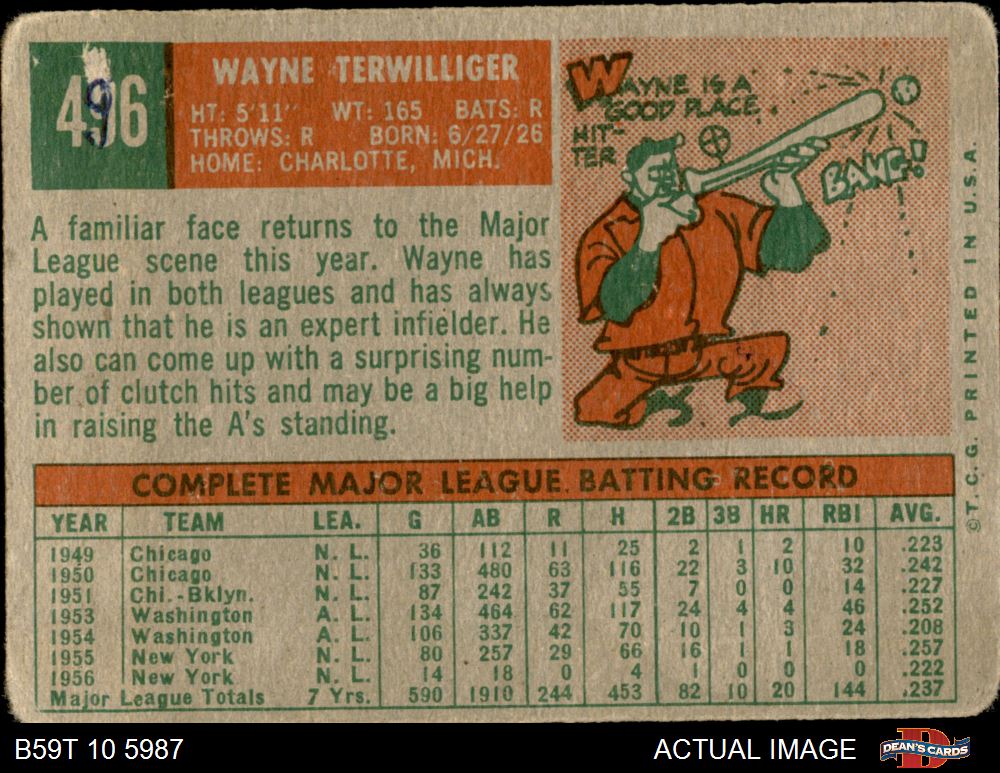 496
9
WAYNE TERWILLIGER
HT: 5'11" WT: 165 BATS: R
THROWS: R BORN: 6/27/26
HOME: CHARLOTTE, MICH.
WAYNE IS A
GOOD PLACE
HIT-
TER
BANG!
A familiar face returns to the Major
League scene this year. Wayne has
played in both leagues and has always
shown that he is an expert infielder. He
also can come up with a surprising num-
ber of clutch hits and may be a big help
in raising the A's standing.
COMPLETE MAJOR LEAGUE BATTING RECORD
YEAR TEAM LEA. G AB R H 2B 3B HR RBI AVG.
1949 Chicago N. L. 36 112 11 25 2 1 2 10 .223
1950 Chicago N. L. 133 480 63 116 22 3 10 32 .242
1951 Chi.-Bklyn. N. L. 87 242 37 55 7 0 0 14 .227
1953 Washington A. L. 134 464 62 117 24 4 4 46 .252
1954 Washington A. L. 106 337 42 70 10 1 3 24 .208
1955 New York N. L. 80 257 29 66 16 1 1 18 .257
1956 New York N. L. 14 18 0 4 1 0 0 0 .222
Major League Totals 7 Yrs. 590 1910 244 453 82 10 20 144 .237
©T. C. G. PRINTED IN U.S.A.
B59T 10 5987
ACTUAL IMAGE
DEAN'S CARDS